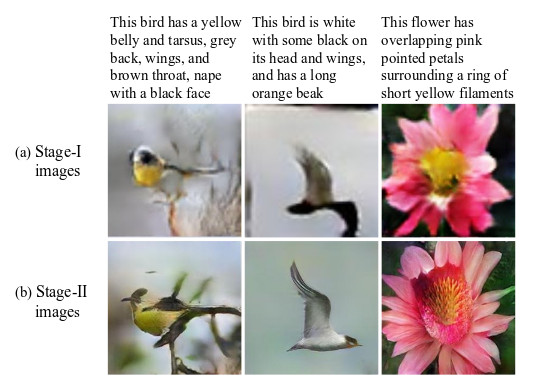 This bird has a yellow
belly and tarsus, grey
back, wings, and
brown throat, nape
with a black face
This bird is white
with some black on
its head and wings,
and has a long
orange beak
This flower has
overlapping pink
pointed petals
surrounding a ring of
short yellow filaments
(a) Stage-I
images
(b) Stage-II
images